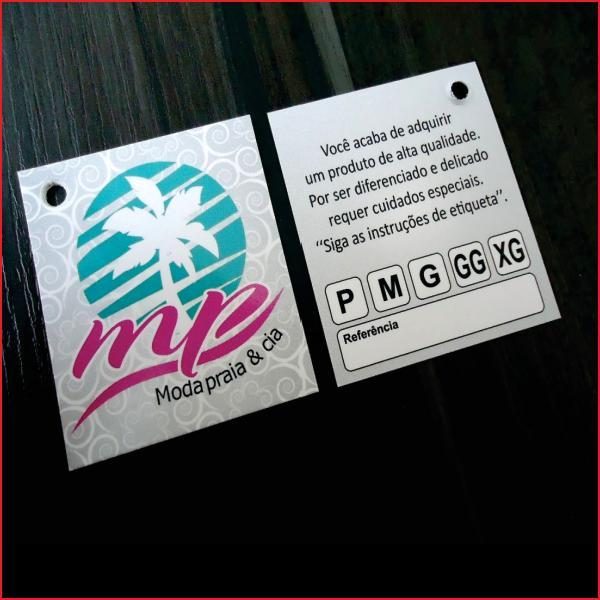 mp
Moda praia & cia
Você acaba de adquirir
um produto de alta qualidade.
Por ser diferenciado e delicado
requer cuidados especiais.
"Siga as instruções de etiqueta".
P M G GG XG
Referência